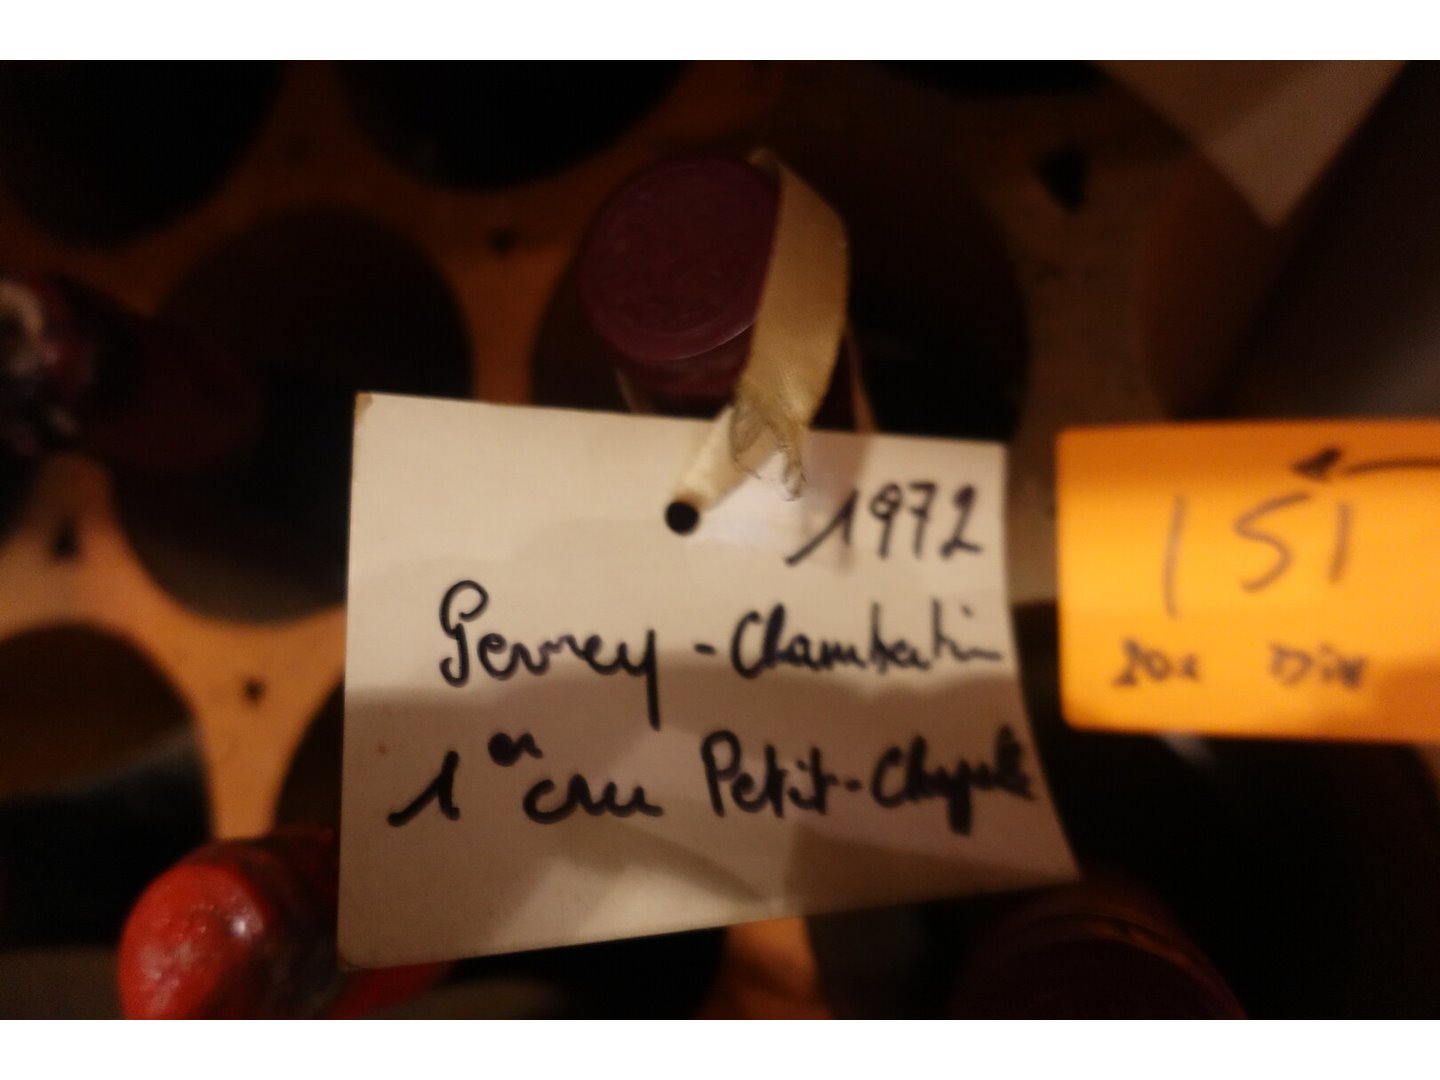 1972
Gevrey-Chambertin
1er cru Petit-Chapelle
151